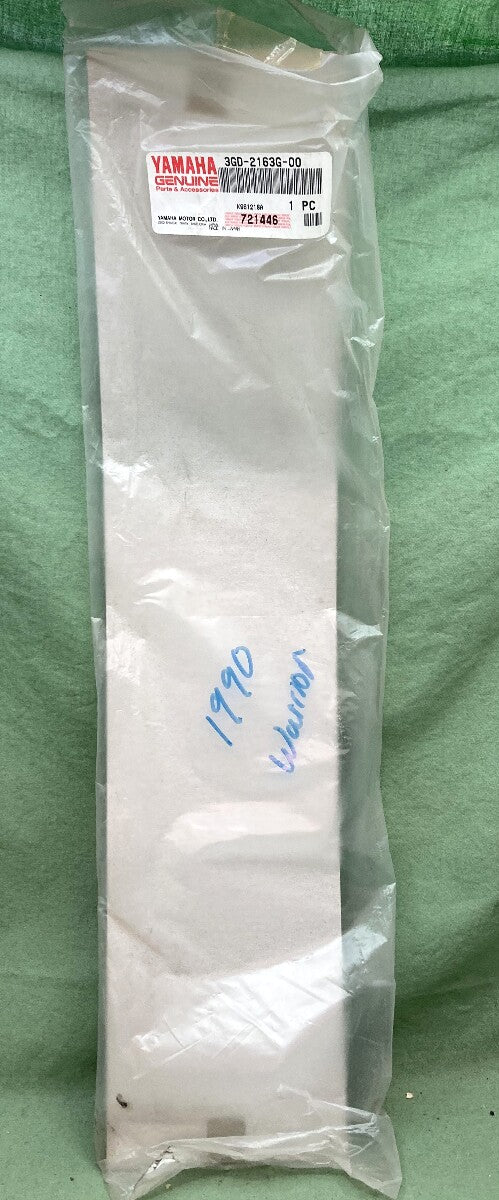 YAMAHA
GENUINE
Parts & Accessories
3GD-2163G-00
1 PC
YAMAHA MOTOR CO., LTD.
721446
1990
Warrior